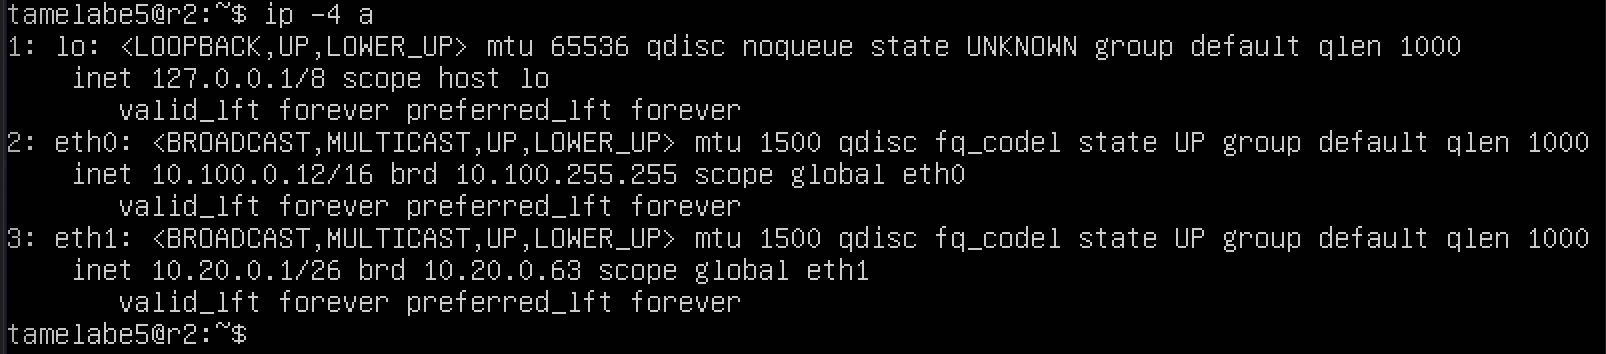 tamelabe5@r2:~$ ip -4 a
1: lo: <LOOPBACK,UP,LOWER_UP> mtu 65536 qdisc noqueue state UNKNOWN group default qlen 1000
    inet 127.0.0.1/8 scope host lo
       valid_lft forever preferred_lft forever
2: eth0: <BROADCAST,MULTICAST,UP,LOWER_UP> mtu 1500 qdisc fq_codel state UP group default qlen 1000
    inet 10.100.0.12/16 brd 10.100.255.255 scope global eth0
       valid_lft forever preferred_lft forever
3: eth1: <BROADCAST,MULTICAST,UP,LOWER_UP> mtu 1500 qdisc fq_codel state UP group default qlen 1000
    inet 10.20.0.1/26 brd 10.20.0.63 scope global eth1
       valid_lft forever preferred_lft forever
tamelabe5@r2:~$